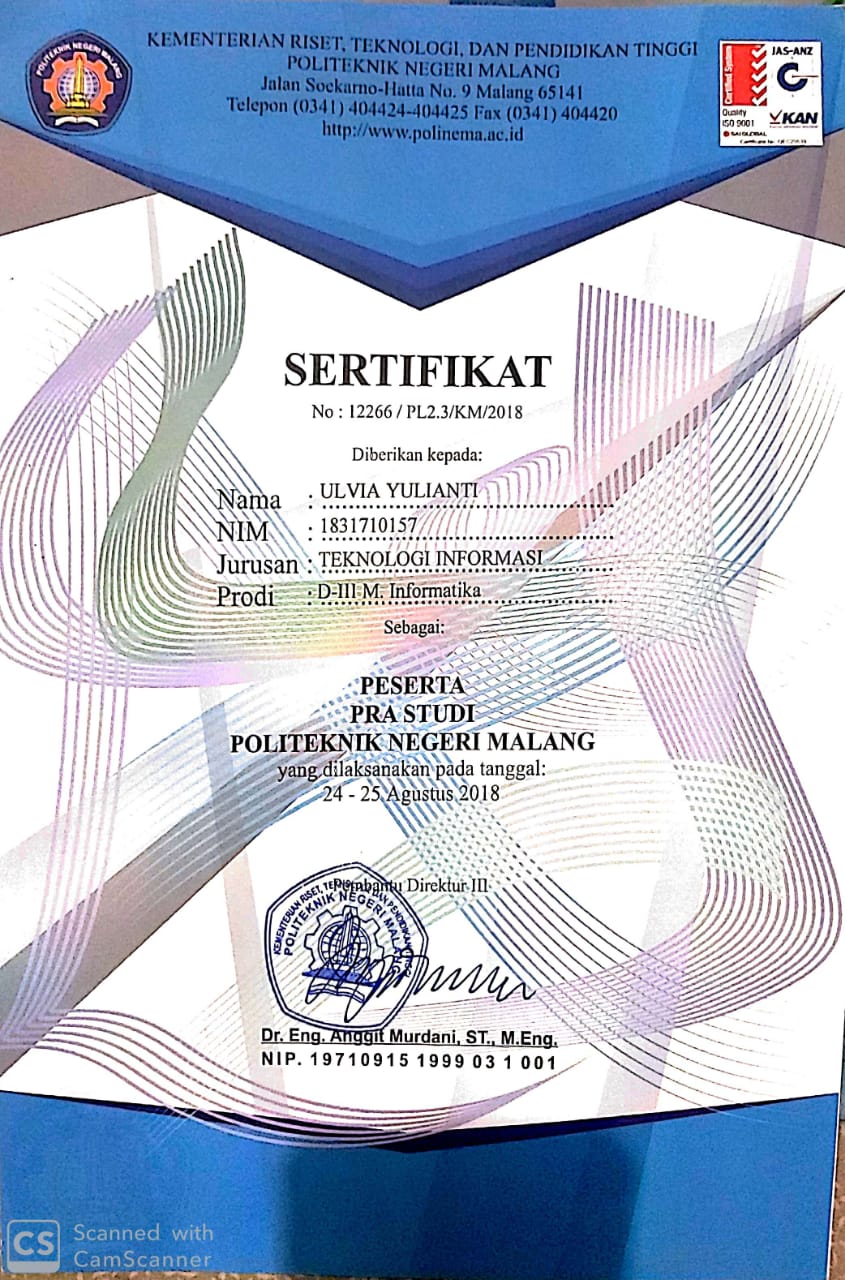 KEMENTERIAN RISET, TEKNOLOGI, DAN PENDIDIKAN TINGGI
POLITEKNIK NEGERI MALANG
Jalan Soekarno-Hatta No. 9 Malang 65141
Telepon (0341) 404424-404425 Fax (0341) 404420
http://www.polinema.ac.id
POLITEKNIK NEGERI MALANG
Certified System
JAS-ANZ
Quality
ISO 9001
SAI GLOBAL
KAN
SERTIFIKAT
No : 12266 / PL2.3/KM/2018
Diberikan kepada:
Nama : ULVIA YULIANTI
NIM : 1831710157
Jurusan : TEKNOLOGI INFORMASI
Prodi : D-III M. Informatika
Sebagai:
PESERTA
PRA STUDI
POLITEKNIK NEGERI MALANG
yang dilaksanakan pada tanggal:
24 - 25 Agustus 2018
Pembantu Direktur III
KEMENTERIAN RISET, DAN PENDIDIKAN
POLITEKNIK NEGERI MALANG
Dr. Eng. Anggit Murdani, ST., M.Eng.
NIP. 19710915 1999 03 1 001
CS
Scanned with
CamScanner